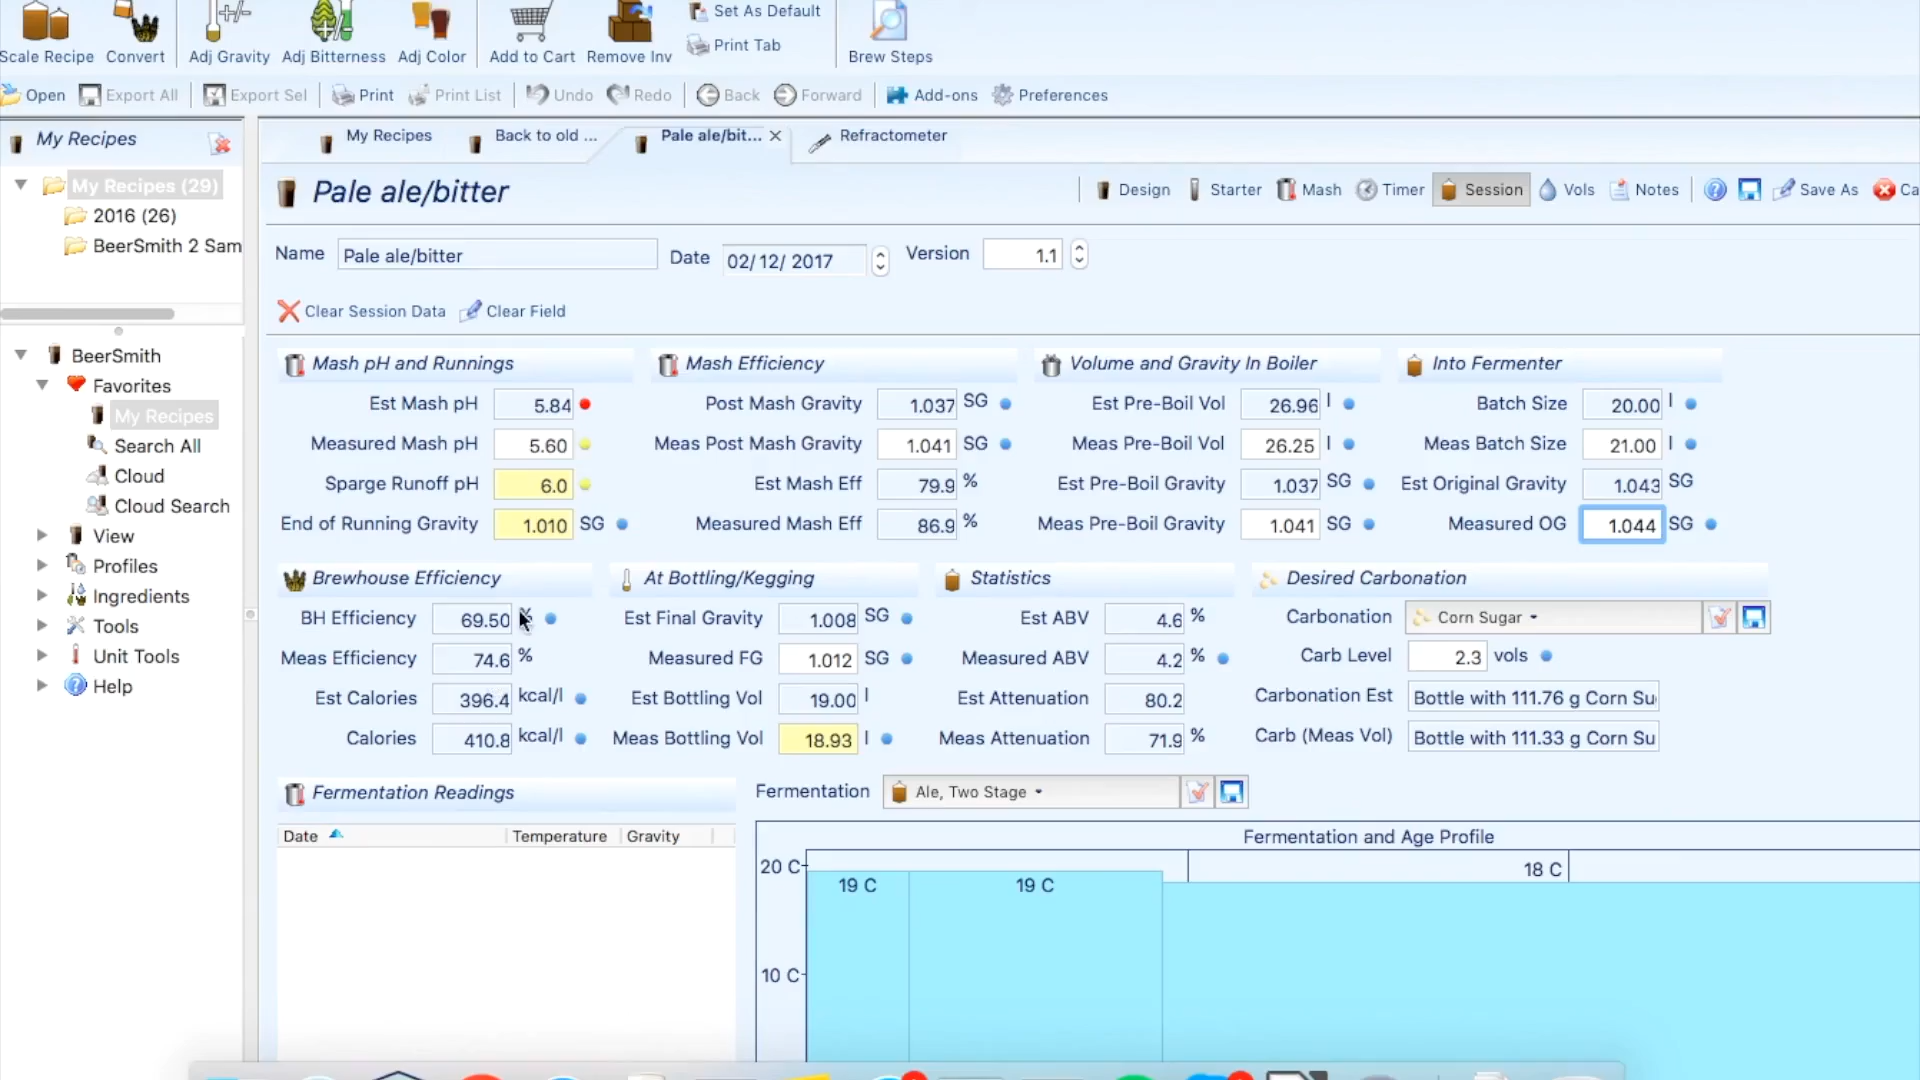 Set As Default
Scale Recipe Convert Adj Gravity Adj Bitterness Adj Color Add to Cart Remove Inv Print Tab Brew Steps
Open Export All Export Sel Print Print List Undo Redo Back Forward Add-ons Preferences
My Recipes
My Recipes (29)
2016 (26)
BeerSmith 2 Sam
BeerSmith
Favorites
My Recipes
Search All
Cloud
Cloud Search
View
Profiles
Ingredients
Tools
Unit Tools
Help
My Recipes Back to old ... Pale ale/bit... Refractometer
Pale ale/bitter Design Starter Mash Timer Session Vols Notes Save As Ca
Name Pale ale/bitter Date 02/12/ 2017 Version 1.1
Clear Session Data Clear Field
Mash pH and Runnings Mash Efficiency Volume and Gravity In Boiler Into Fermenter
Est Mash pH 5.84 Post Mash Gravity 1.037 SG Est Pre-Boil Vol 26.96 l Batch Size 20.00 l
Measured Mash pH 5.60 Meas Post Mash Gravity 1.041 SG Meas Pre-Boil Vol 26.25 l Meas Batch Size 21.00 l
Sparge Runoff pH 6.0 Est Mash Eff 79.9 % Est Pre-Boil Gravity 1.037 SG Est Original Gravity 1.043 SG
End of Running Gravity 1.010 SG Measured Mash Eff 86.9 % Meas Pre-Boil Gravity 1.041 SG Measured OG 1.044 SG
Brewhouse Efficiency At Bottling/Kegging Statistics Desired Carbonation
BH Efficiency 69.50 % Est Final Gravity 1.008 SG Est ABV 4.6 % Carbonation Corn Sugar
Meas Efficiency 74.6 % Measured FG 1.012 SG Measured ABV 4.2 % Carb Level 2.3 vols
Est Calories 396.4 kcal/l Est Bottling Vol 19.00 l Est Attenuation 80.2 Carbonation Est Bottle with 111.76 g Corn Su
Calories 410.8 kcal/l Meas Bottling Vol 18.93 l Meas Attenuation 71.9 % Carb (Meas Vol) Bottle with 111.33 g Corn Su
Fermentation Readings Fermentation Ale, Two Stage
Date Temperature Gravity
Fermentation and Age Profile
20 C
19 C 19 C 18 C
10 C